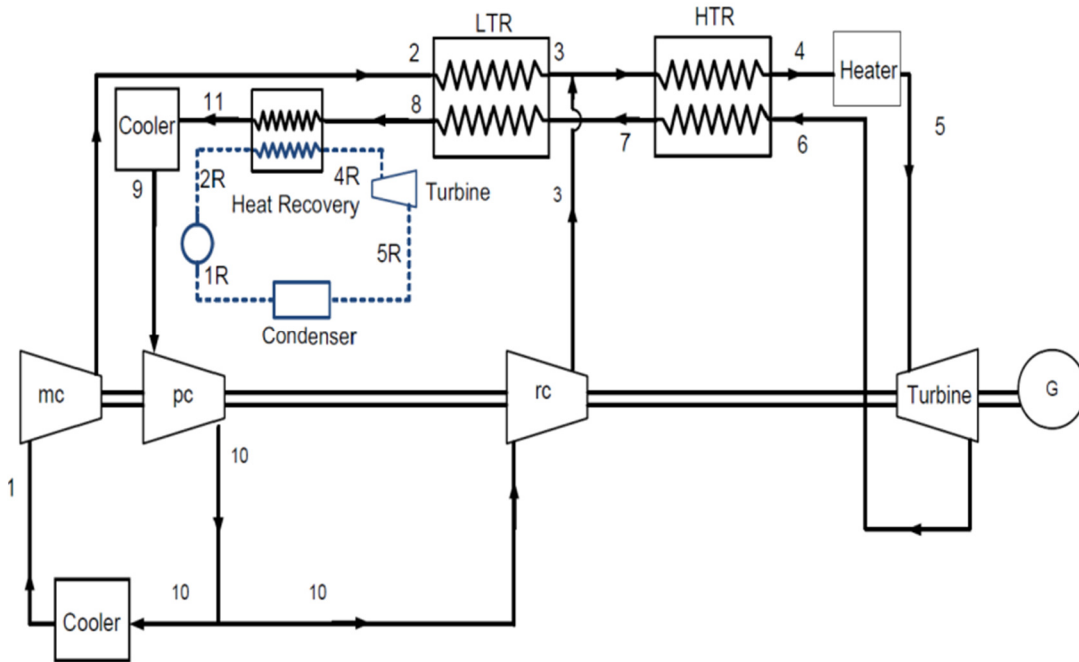 LTR
HTR
2
3
4
Heater
11
8
Cooler
5
7
6
2R
4R
Turbine
9
Heat Recovery
3
5R
1R
Condenser
mc
pc
rc
Turbine
G
10
1
10
10
Cooler